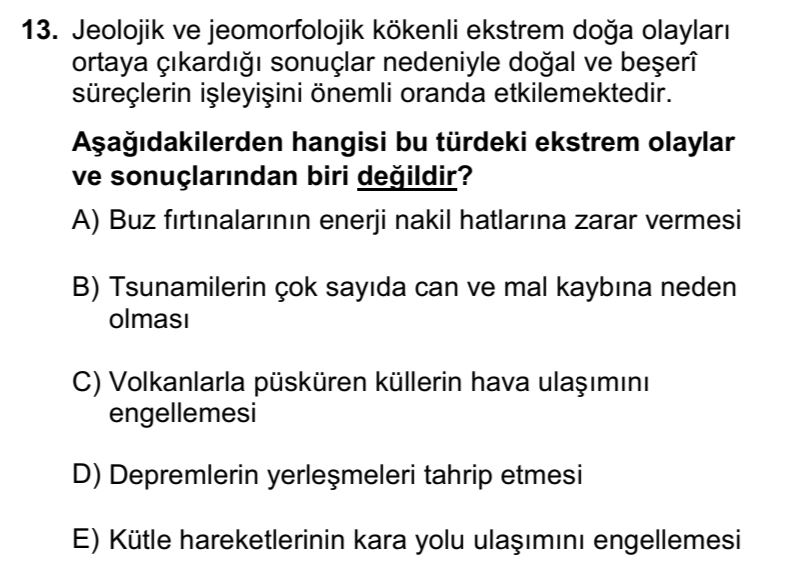 13. Jeolojik ve jeomorfolojik kökenli ekstrem doğa olayları
ortaya çıkardığı sonuçlar nedeniyle doğal ve beşerî
süreçlerin işleyişini önemli oranda etkilemektedir.
Aşağıdakilerden hangisi bu türdeki ekstrem olaylar
ve sonuçlarından biri değildir?
A) Buz fırtınalarının enerji nakil hatlarına zarar vermesi
B) Tsunamilerin çok sayıda can ve mal kaybına neden
olması
C) Volkanlarla püsküren küllerin hava ulaşımını
engellemesi
D) Depremlerin yerleşmeleri tahrip etmesi
E) Kütle hareketlerinin kara yolu ulaşımını engellemesi